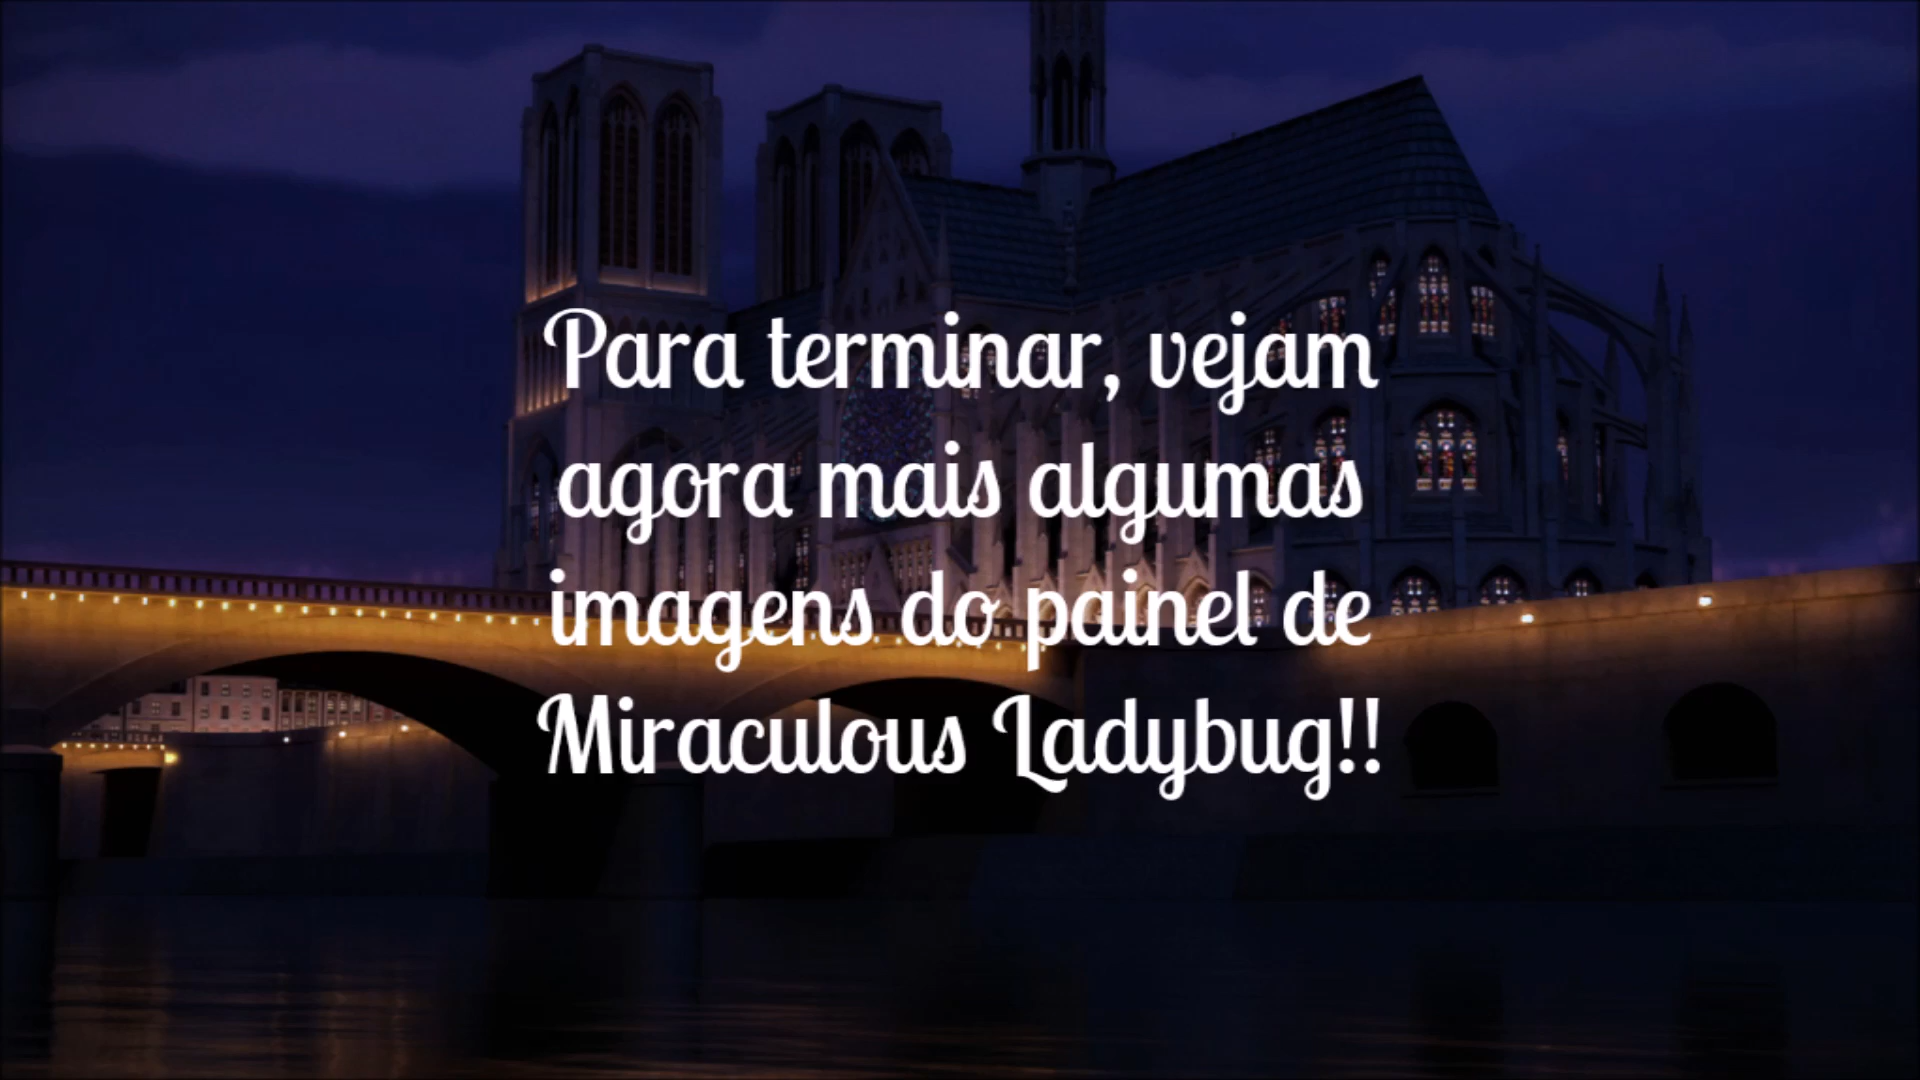 Para terminar, vejam
agora mais algumas
imagens do painel de
Miraculous Ladybug!!